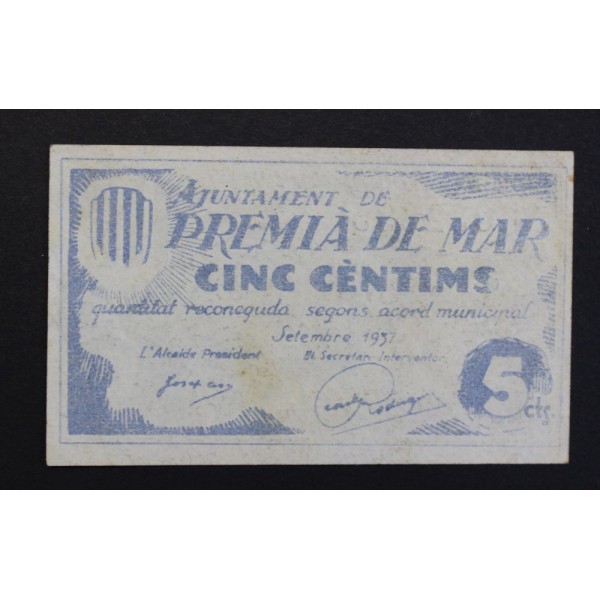 AJUNTAMENT DE
PREMIÀ DE MAR
CINC CÈNTIMS
quantitat reconeguda segons acord municipal
Setembre 1937
L'Alcalde President El Secretari Interventor
5
cts.